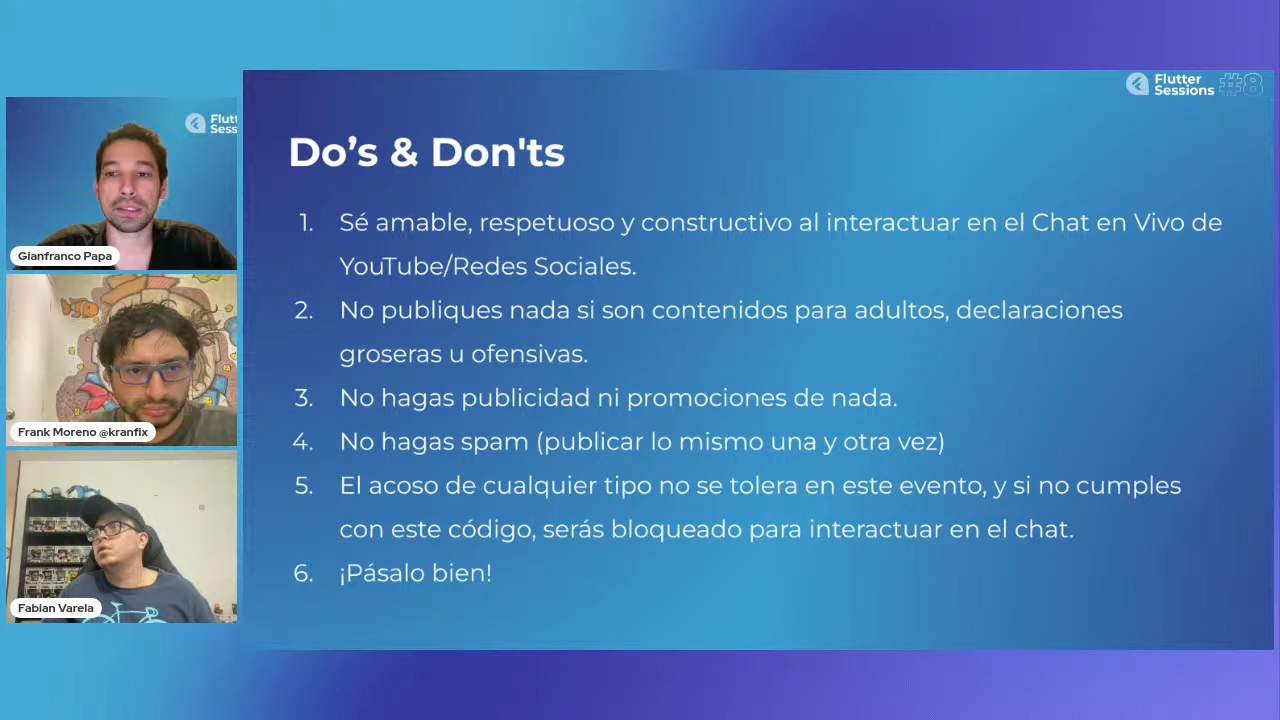 Flutter
Sessions #8
Do’s & Don'ts
1. Sé amable, respetuoso y constructivo al interactuar en el Chat en Vivo de
YouTube/Redes Sociales.
2. No publiques nada si son contenidos para adultos, declaraciones
groseras u ofensivas.
3. No hagas publicidad ni promociones de nada.
4. No hagas spam (publicar lo mismo una y otra vez)
5. El acoso de cualquier tipo no se tolera en este evento, y si no cumples
con este código, serás bloqueado para interactuar en el chat.
6. ¡Pásalo bien!
Flutt
Sess
Gianfranco Papa
Frank Moreno @kranfix
Fabian Varela